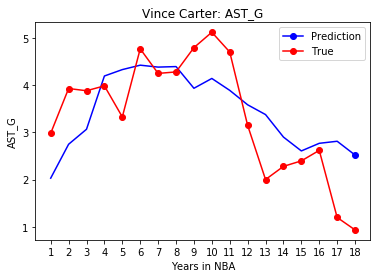 Vince Carter: AST_G
Prediction
True
AST_G
5
4
3
2
1
1 2 3 4 5 6 7 8 9 10 11 12 13 14 15 16 17 18
Years in NBA